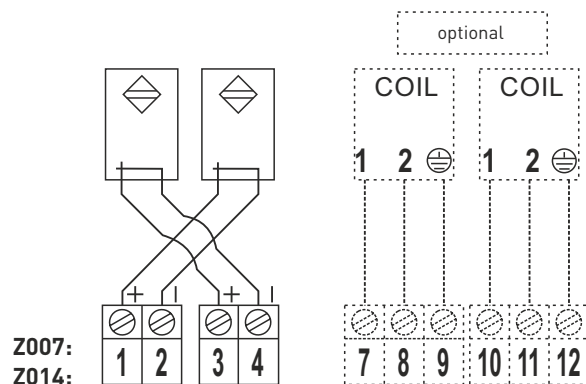 optional
COIL COIL
1 2 1 2
+ +
Z007: 1 2 3 4 7 8 9 10 11 12
Z014: